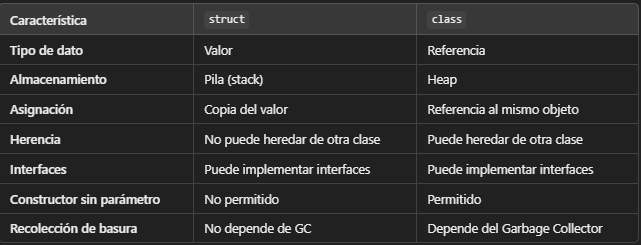 Característica struct class
Tipo de dato Valor Referencia
Almacenamiento Pila (stack) Heap
Asignación Copia del valor Referencia al mismo objeto
Herencia No puede heredar de otra clase Puede heredar de otra clase
Interfaces Puede implementar interfaces Puede implementar interfaces
Constructor sin parámetro No permitido Permitido
Recolección de basura No depende de GC Depende del Garbage Collector